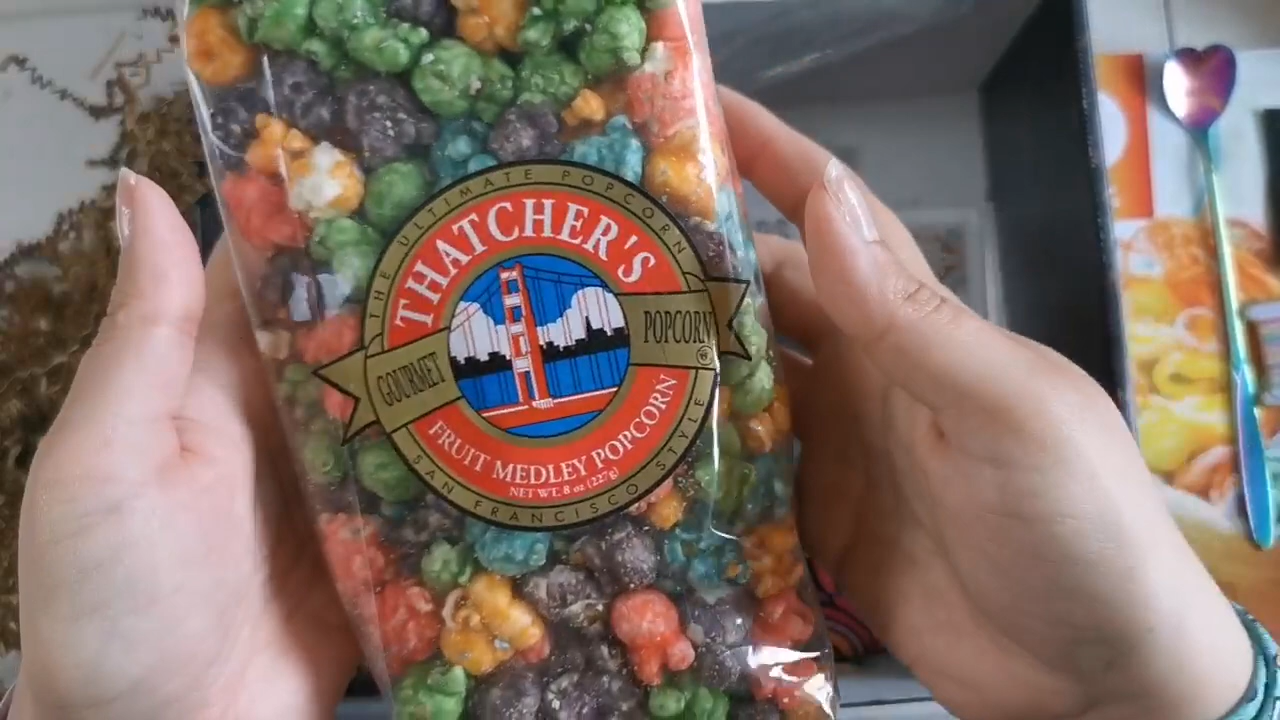 THE ULTIMATE POPCORN
THATCHER'S
GOURMET POPCORN
FRUIT MEDLEY POPCORN
NET WT. 8 oz (227g)
SAN FRANCISCO STYLE